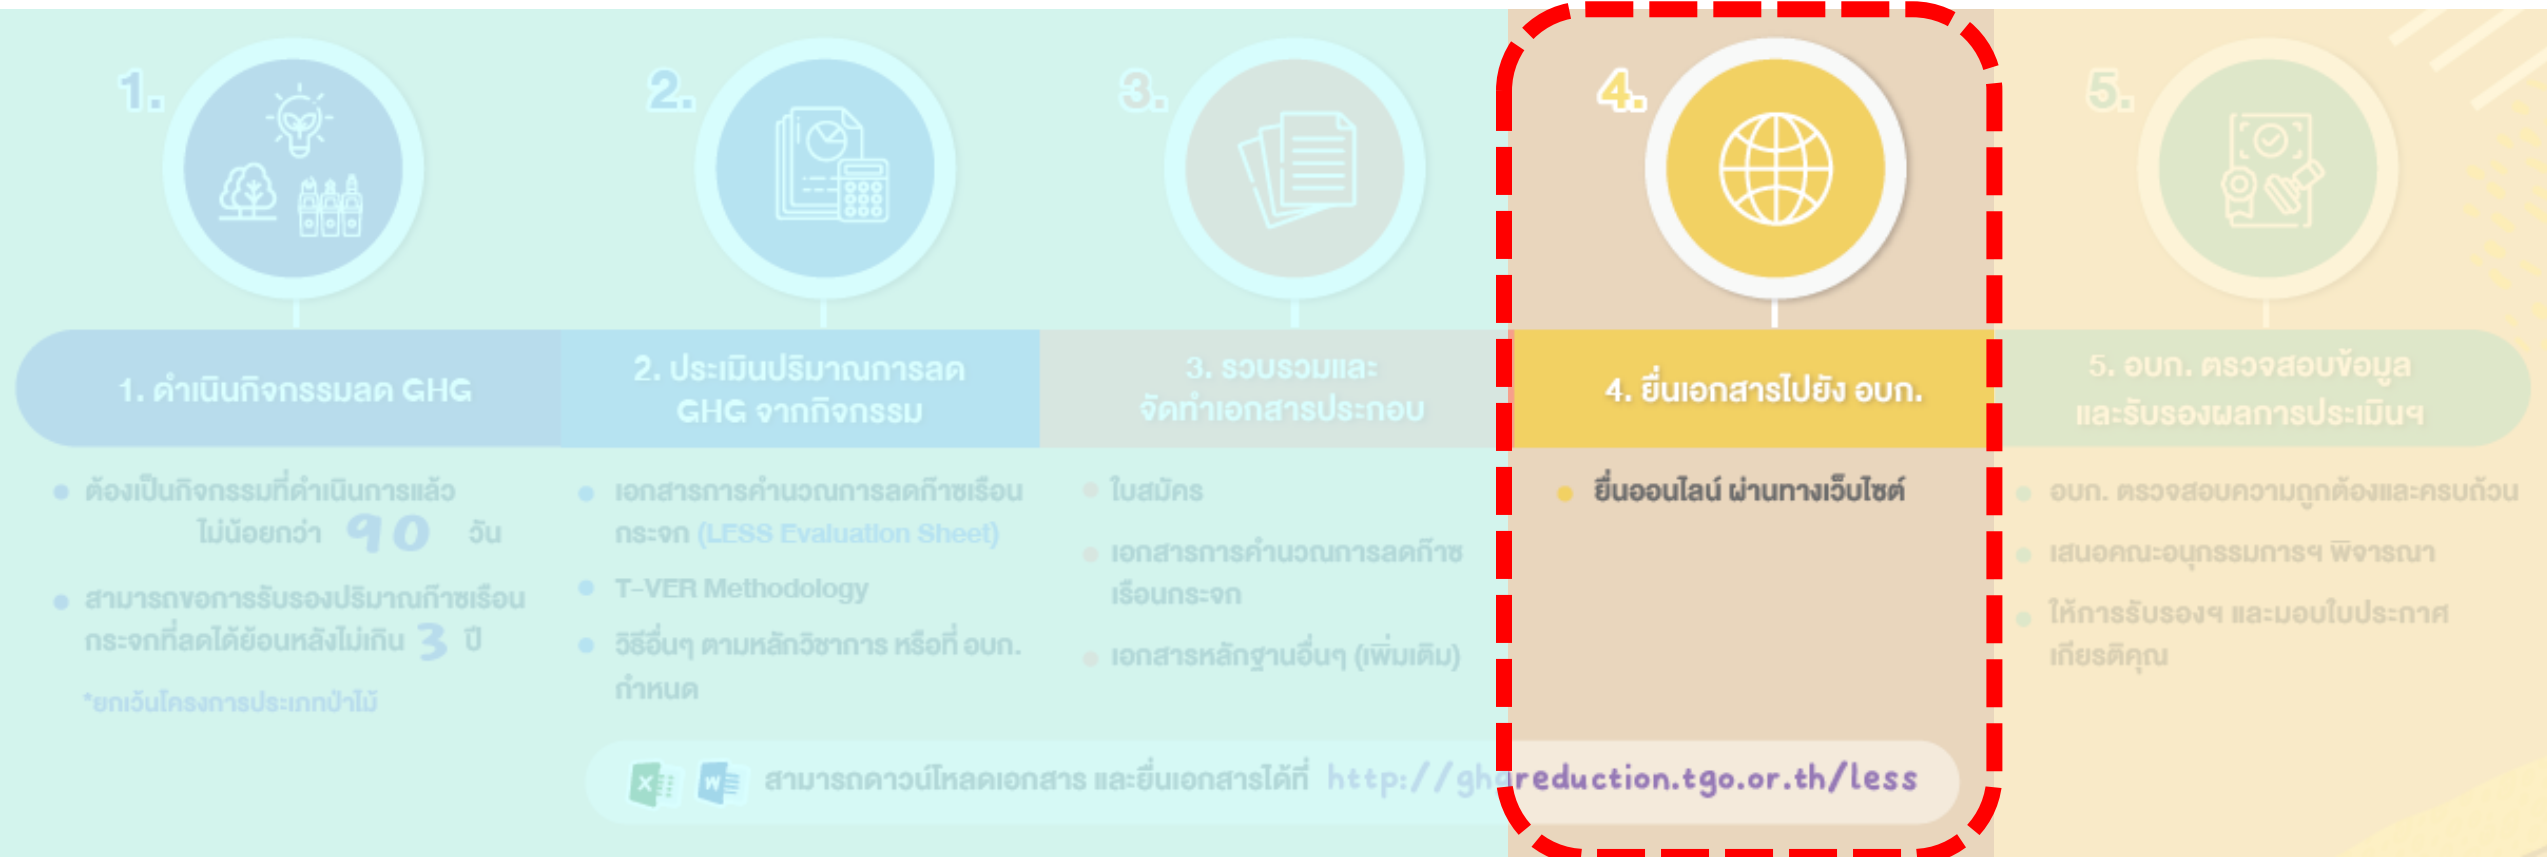 1.
2.
3.
4.
5.
1. ดำเนินกิจกรรมลด GHG
2. ประเมินปริมาณการลด
GHG จากกิจกรรม
3. รวบรวมและ
จัดทำเอกสารประกอบ
4. ยื่นเอกสารไปยัง อบก.
5. อบก. ตรวจสอบข้อมูล
และรับรองผลการประเมินฯ
ต้องเป็นกิจกรรมที่ดำเนินการแล้ว
ไม่น้อยกว่า 90 วัน
สามารถขอการรับรองปริมาณก๊าซเรือน
กระจกที่ลดได้ย้อนหลังไม่เกิน 3 ปี
*ยกเว้นโครงการประเภทป่าไม้
เอกสารการคำนวณการลดก๊าซเรือน
กระจก (LESS Evaluation Sheet)
T-VER Methodology
วิธีอื่นๆ ตามหลักวิชาการ หรือที่ อบก.
กำหนด
ใบสมัคร
เอกสารการคำนวณการลดก๊าซ
เรือนกระจก
เอกสารหลักฐานอื่นๆ (เพิ่มเติม)
ยื่นออนไลน์ ผ่านทางเว็บไซต์
อบก. ตรวจสอบความถูกต้องและครบถ้วน
เสนอคณะอนุกรรมการฯ พิจารณา
ให้การรับรองฯ และมอบใบประกาศ
เกียรติคุณ
X W สามารถดาวน์โหลดเอกสาร และยื่นเอกสารได้ที่ http://ghgreduction.tgo.or.th/less